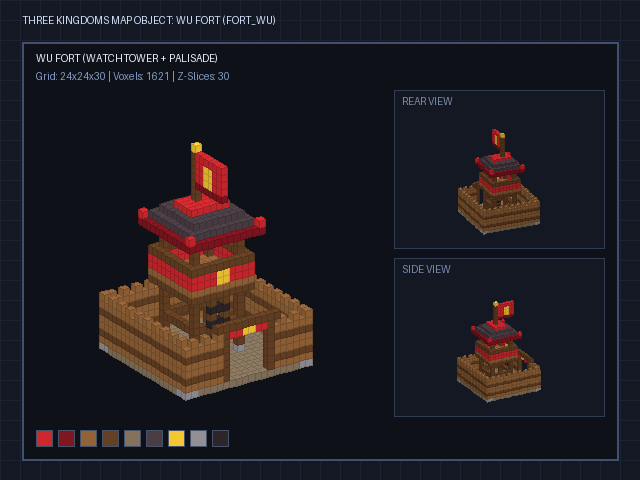 THREE KINGDOMS MAP OBJECT: WU FORT (FORT_WU)
WU FORT (WATCHTOWER + PALISADE)
Grid: 24x24x30 | Voxels: 1621 | Z-Slices: 30
REAR VIEW
SIDE VIEW